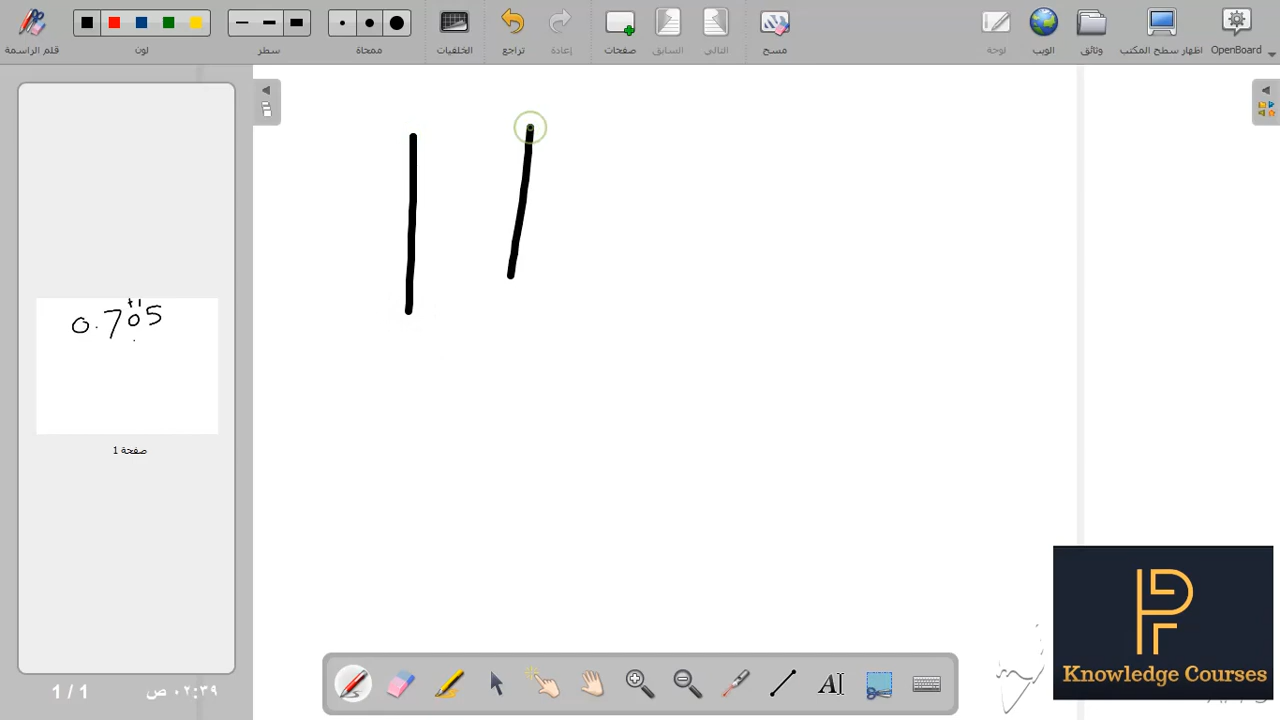 قلم الراسمة
لون
سطر
ممحاة
الخلفيات
تراجع
إعادة
صفحات
السابق
التالي
مسح
لوحة
الويب
وثائق
اظهار سطح المكتب
OpenBoard
0.705
صفحة 1
1 / 1
٠٢:٣٩ ص
Knowledge Courses